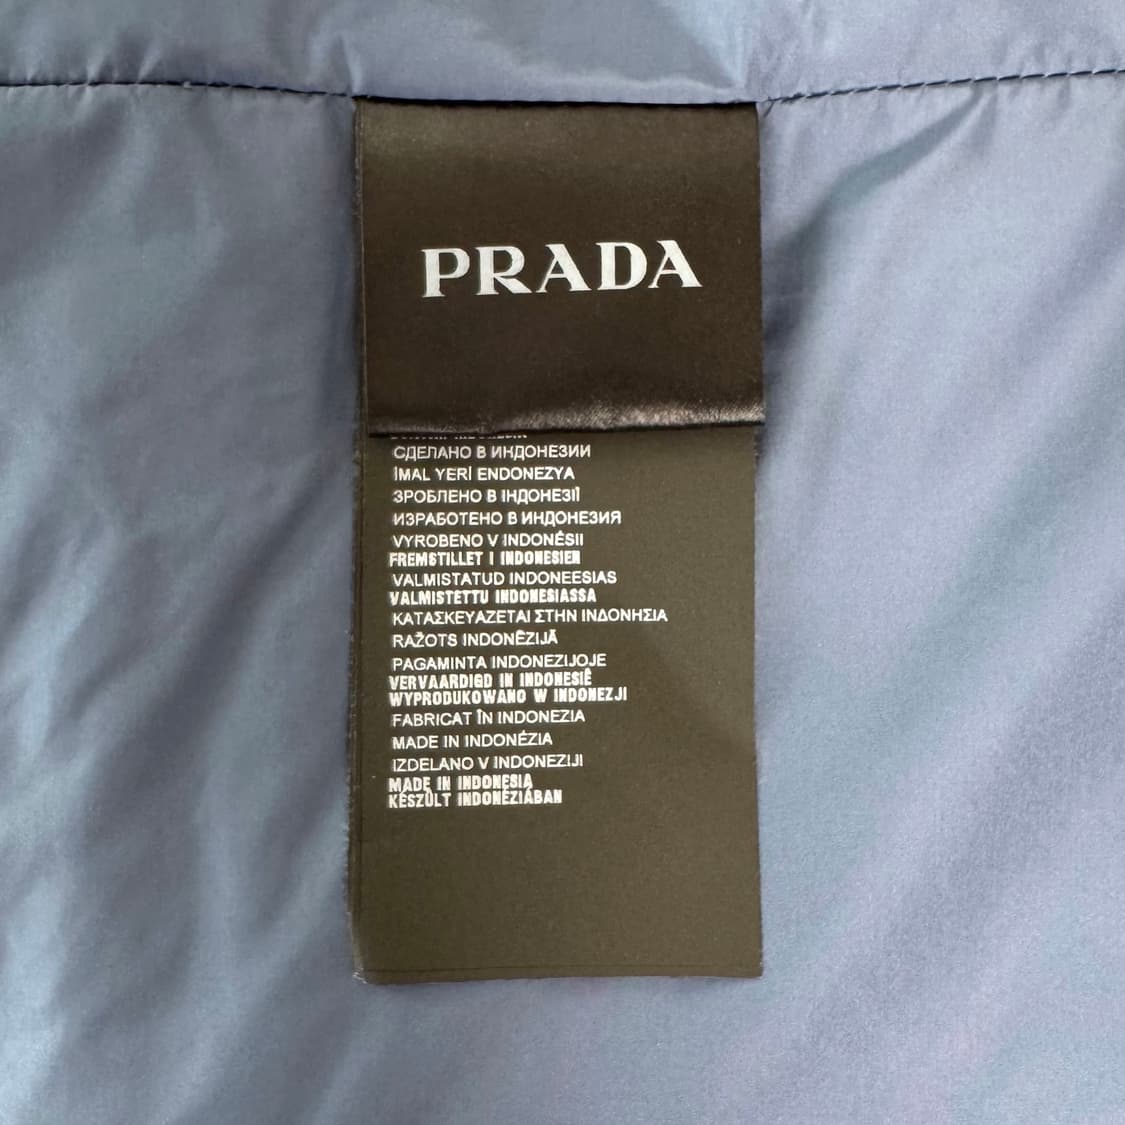 PRADA
СДЕЛАНО В ИНДОНЕЗИИ
İMAL YERİ ENDONEZYA
ЗРОБЛЕНО В ІНДОНЕЗІЇ
ИЗРАБОТЕНО В ИНДОНЕЗИЯ
VYROBENO V INDONÉSII
FREMSTILLET I INDONESIEN
VALMISTATUD INDONEESIAS
VALMISTETTU INDONESIASSA
ΚΑΤΑΣΚΕΥΑΖΕΤΑΙ ΣΤΗΝ ΙΝΔΟΝΗΣΙΑ
RAŽOTS INDONĒZIJĀ
PAGAMINTA INDONEZIJOJE
VERVAARDIGD IN INDONESIË
WYPRODUKOWANO W INDONEZJI
FABRICAT ÎN INDONEZIA
MADE IN INDONÉZIA
IZDELANO V INDONEZIJI
MADE IN INDONESIA
KÉSZÜLT INDONÉZIÁBAN